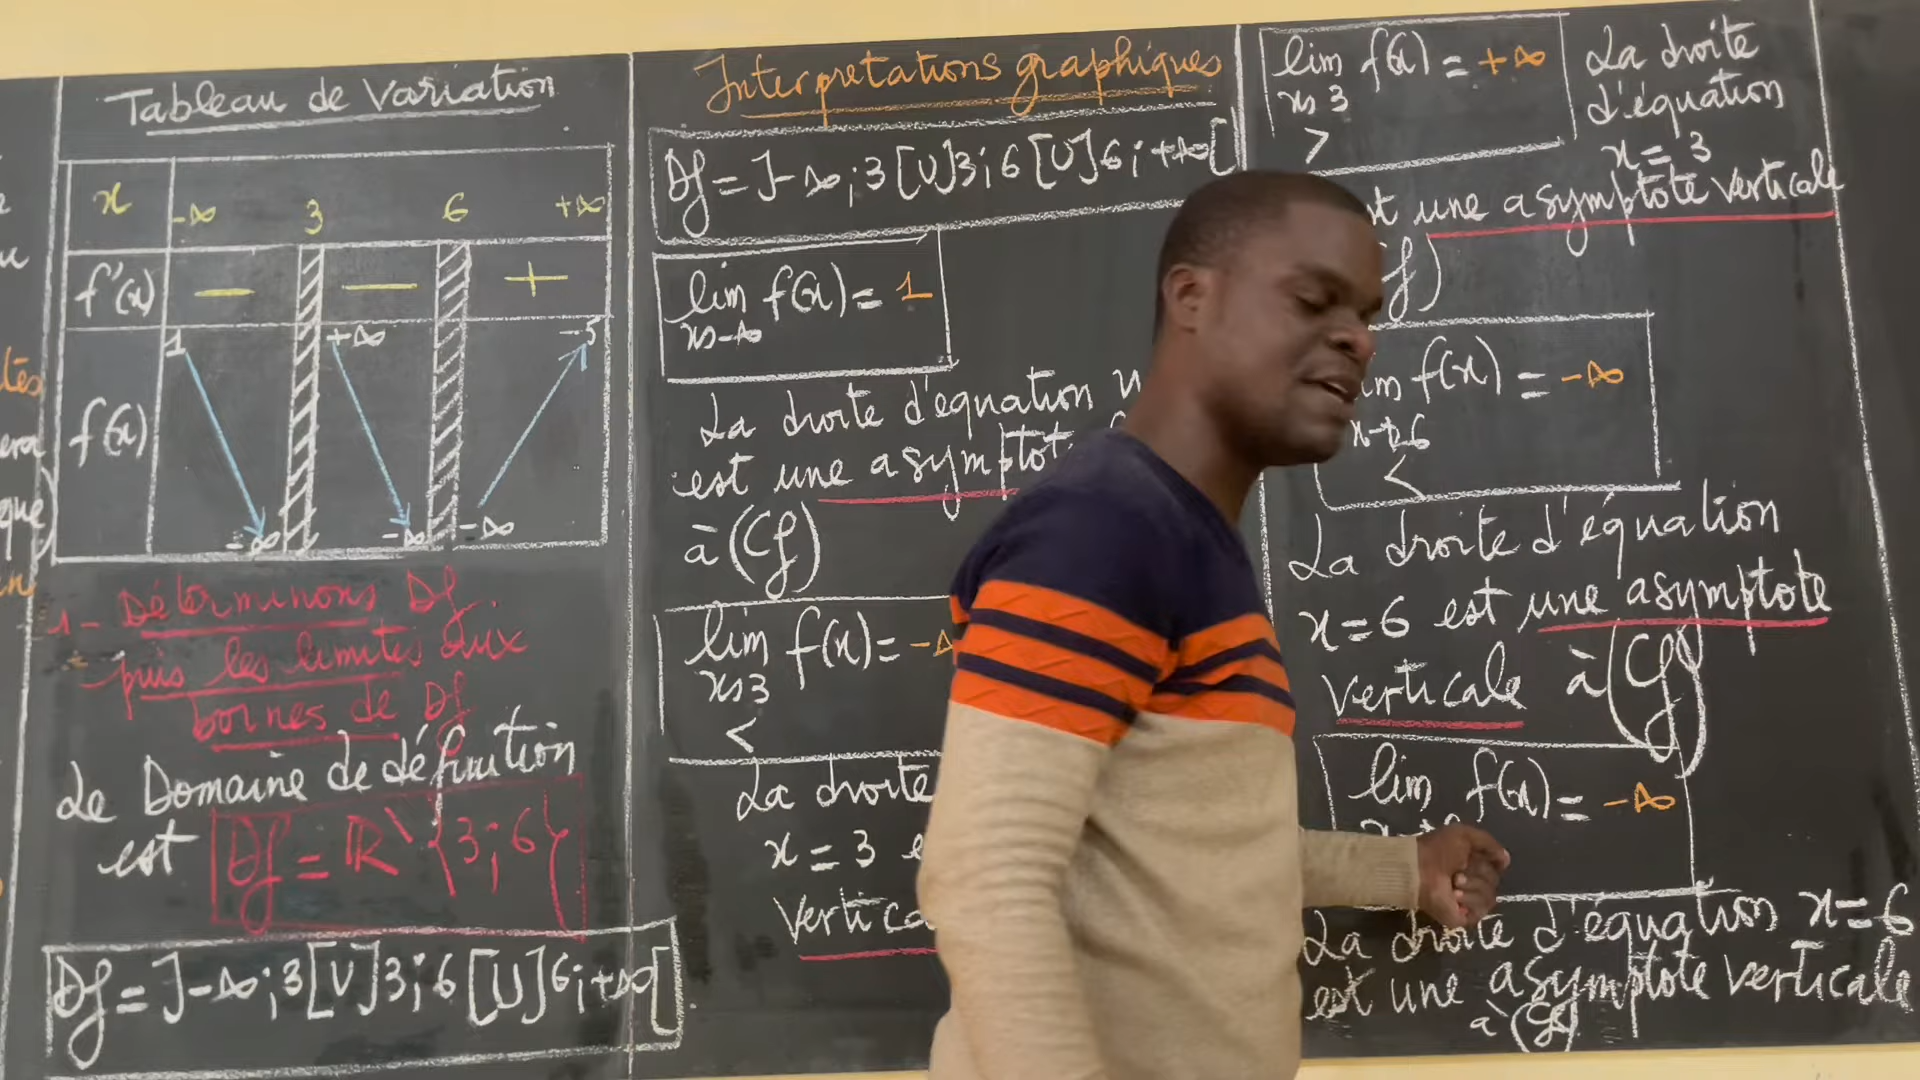 Tableau de Variation
x -∞ 3 6 +∞
f'(x) — — +
1 +∞ -5
f(x)
-∞ -∞ -∞
1- Déterminons Df
puis les limites aux
bornes de Df
Le Domaine de définition
est Df = ℝ \ {3;6}
Df = ]-∞;3[U]3;6[U]6;+∞[
Interprétations graphiques
Df = ]-∞;3[U]3;6[U]6;+∞[
lim f(x) = 1
x→-∞
La droite d'équation
est une asymptot
à (Cf)
lim f(x) = -∞
x→3
<
La droite
x = 3
vertica
lim f(x) = +∞
x→3
>
La droite
d'équation
x = 3
une asymptote verticale
f)
im f(x) = -∞
x→6
<
La droite d'équation
x=6 est une asymptote
verticale à (Cf)
lim f(x) = -∞
La droite d'équation x=6
est une asymptote verticale
à (Cf)
tés
que)